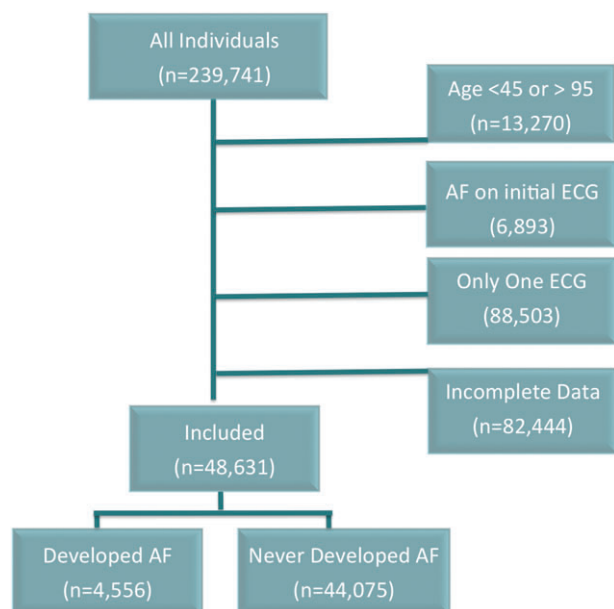 All Individuals
(n=239,741)
Age <45 or > 95
(n=13,270)
AF on initial ECG
(6,893)
Only One ECG
(88,503)
Incomplete Data
(n=82,444)
Included
(n=48,631)
Developed AF
(n=4,556)
Never Developed AF
(n=44,075)